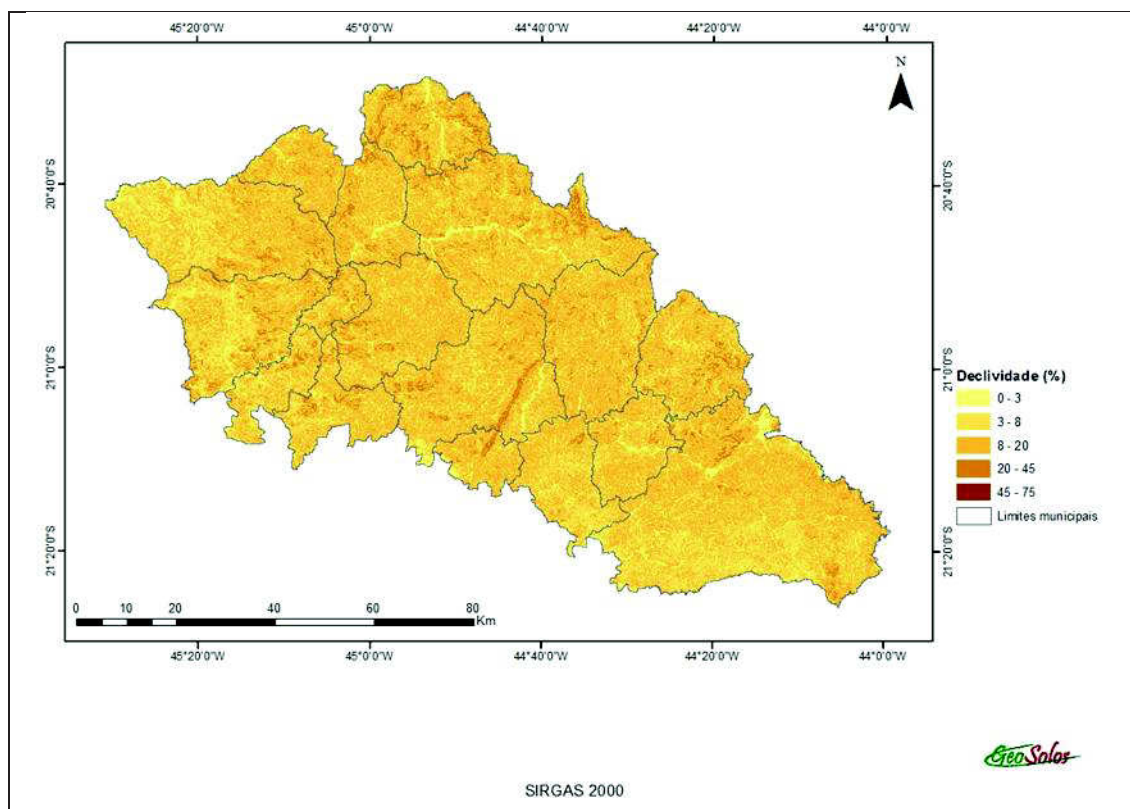 45°20'0"W 45°0'0"W 44°40'0"W 44°20'0"W 44°0'0"W
N
20°40'0"S 20°40'0"S
21°0'0"S 21°0'0"S
21°20'0"S 21°20'0"S
Declividade (%)
0 - 3
3 - 8
8 - 20
20 - 45
45 - 75
Limites municipais
0 10 20 40 60 80
Km
45°20'0"W 45°0'0"W 44°40'0"W 44°20'0"W 44°0'0"W
GeoSolos
SIRGAS 2000